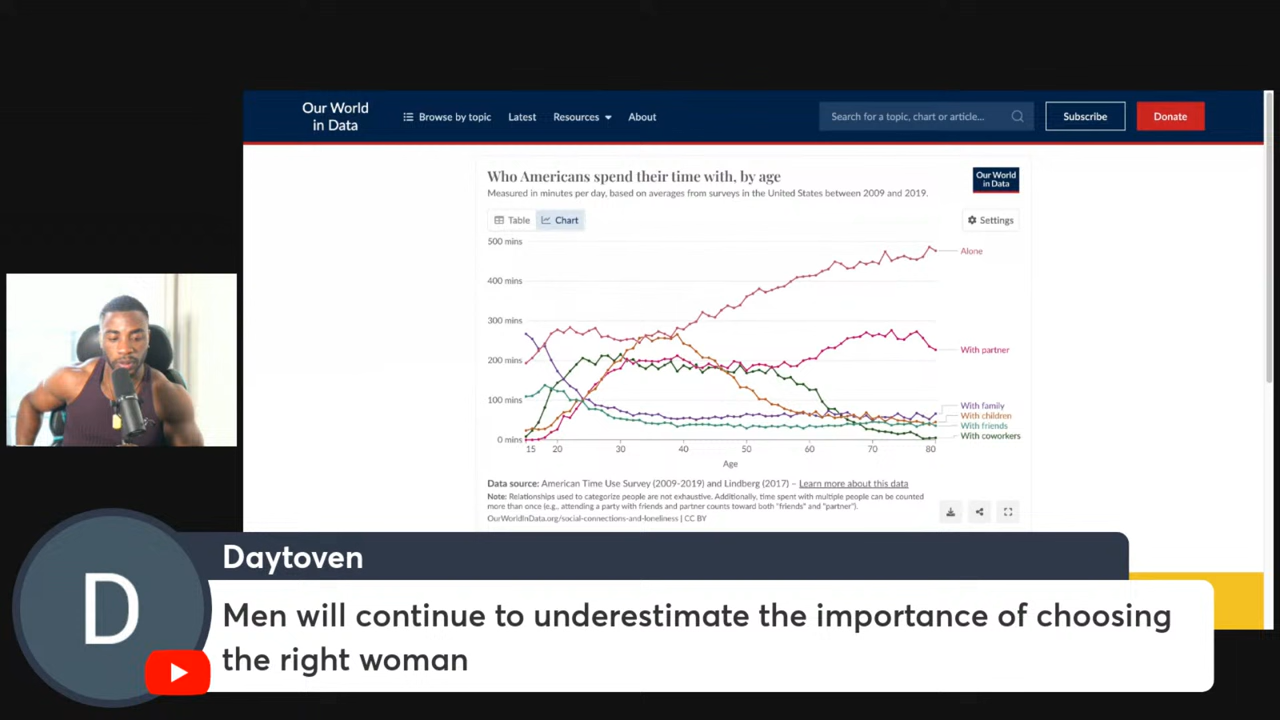 Our World
in Data
Browse by topic
Latest
Resources
About
Search for a topic, chart or article...
Subscribe
Donate
Who Americans spend their time with, by age
Measured in minutes per day, based on averages from surveys in the United States between 2009 and 2019.
Our World
in Data
Table
Chart
Settings
500 mins
400 mins
300 mins
200 mins
100 mins
0 mins
Alone
With partner
With family
With children
With friends
With coworkers
15 20 30 40 50 60 70 80
Age
Data source: American Time Use Survey (2009-2019) and Lindberg (2017) – Learn more about this data
Note: Relationships used to categorize people are not exhaustive. Additionally, time spent with multiple people can be counted
more than once (e.g., attending a party with friends and partner counts toward both "friends" and "partner").
OurWorldInData.org/social-connections-and-loneliness | CC BY
D
Daytoven
Men will continue to underestimate the importance of choosing
the right woman